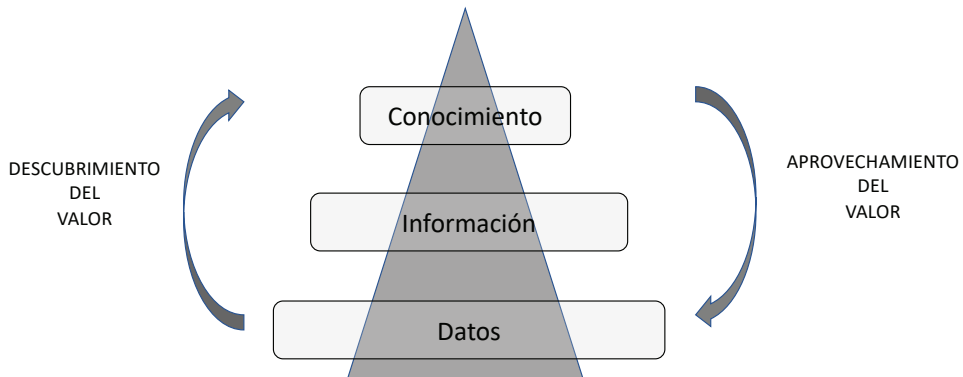 Conocimiento
DESCUBRIMIENTO
DEL
VALOR
APROVECHAMIENTO
DEL
VALOR
Información
Datos